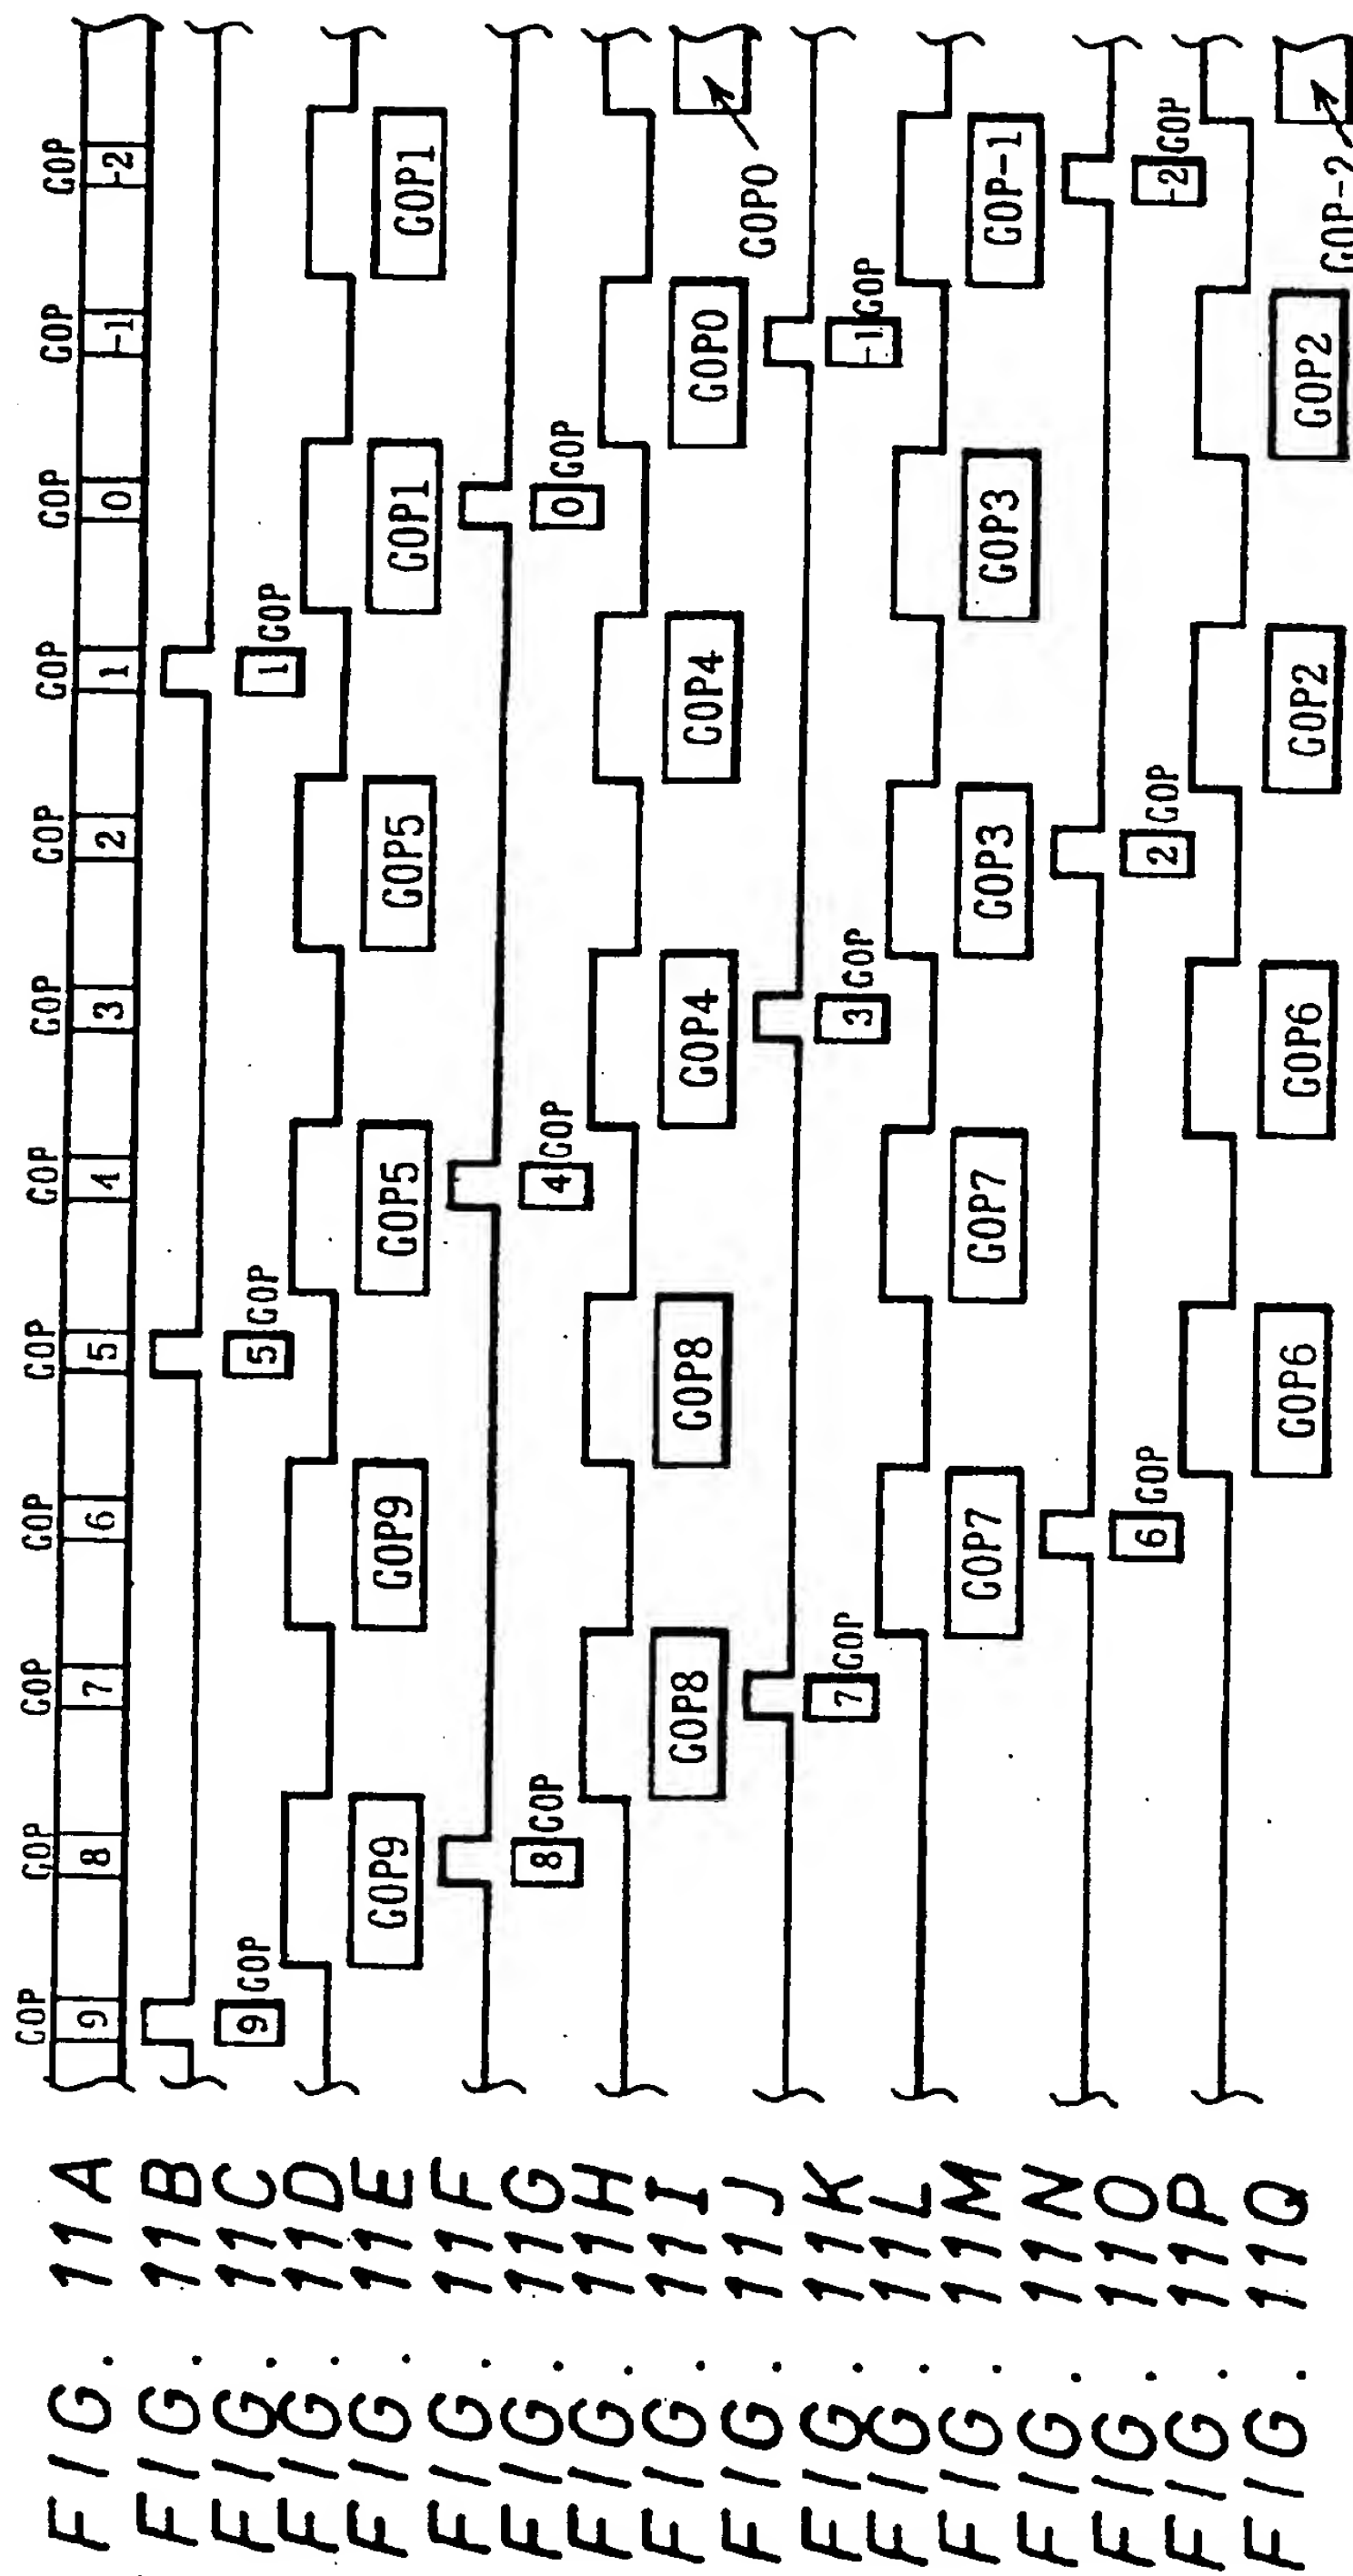 GOP GOP GOP GOP GOP GOP GOP GOP GOP GOP GOP GOP
FIG. 11A 9 8 7 6 5 4 3 2 1 0 -1 -2
FIG. 11B
FIG. 11C 9 GOP 5 GOP 1 GOP
FIG. 11D
FIG. 11E GOP9 GOP9 GOP5 GOP5 GOP1 GOP1
FIG. 11F
FIG. 11G 8 GOP 4 GOP 0 GOP
FIG. 11H
FIG. 11I GOP8 GOP8 GOP4 GOP4 GOP0 GOP0
FIG. 11J
FIG. 11K 7 GOP 3 GOP -1 GOP
FIG. 11L
FIG. 11M GOP7 GOP7 GOP3 GOP3 GOP-1
FIG. 11N
FIG. 11O 6 GOP 2 GOP -2 GOP
FIG. 11P
FIG. 11Q GOP6 GOP6 GOP2 GOP2 GOP-2